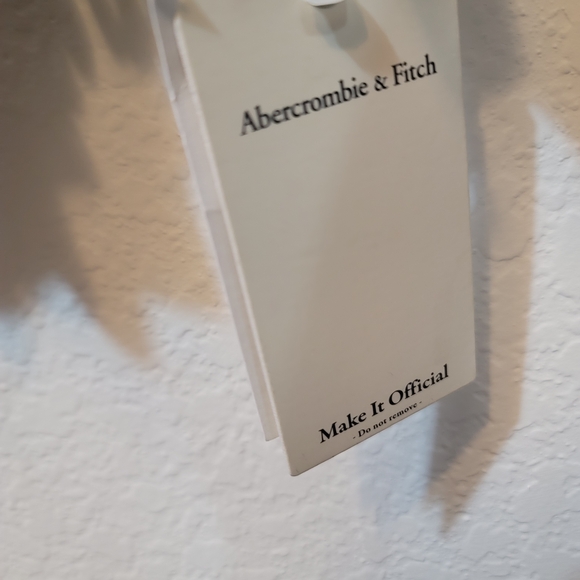 Abercrombie & Fitch
Make It Official
- Do not remove -